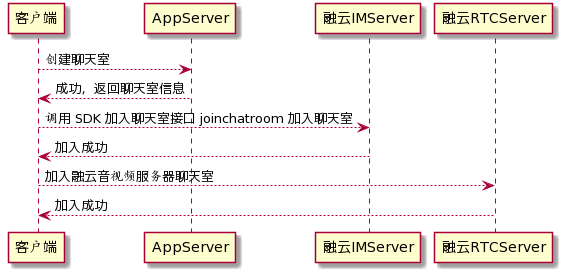 客户端 AppServer 融云IMServer 融云RTCServer
创建聊天室
成功，返回聊天室信息
调用 SDK 加入聊天室接口 joinchatroom 加入聊天室
加入成功
加入融云音视频服务器聊天室
加入成功
客户端 AppServer 融云IMServer 融云RTCServer